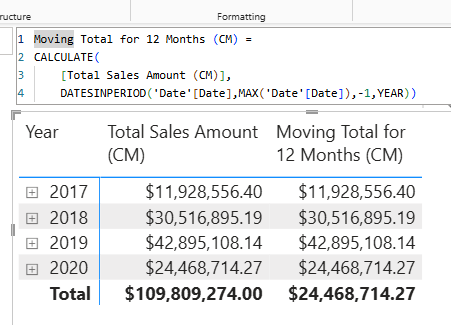 ructure
Formatting
1 Moving Total for 12 Months (CM) =
2 CALCULATE(
3 [Total Sales Amount (CM)],
4 DATESINPERIOD('Date'[Date],MAX('Date'[Date]),-1,YEAR))
Year Total Sales Amount (CM) Moving Total for 12 Months (CM)
2017 $11,928,556.40 $11,928,556.40
2018 $30,516,895.19 $30,516,895.19
2019 $42,895,108.14 $42,895,108.14
2020 $24,468,714.27 $24,468,714.27
Total $109,809,274.00 $24,468,714.27